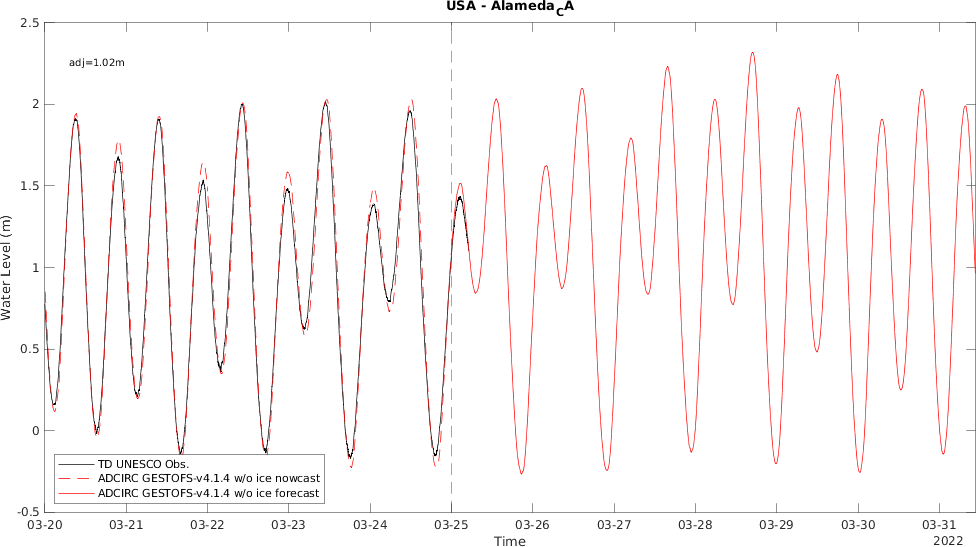 USA - Alameda_CA
2.5
adj=1.02m
2
1.5
1
0.5
0
-0.5
Water Level (m)
TD UNESCO Obs.
ADCIRC GESTOFS-v4.1.4 w/o ice nowcast
ADCIRC GESTOFS-v4.1.4 w/o ice forecast
03-20 03-21 03-22 03-23 03-24 03-25 03-26 03-27 03-28 03-29 03-30 03-31
Time
2022